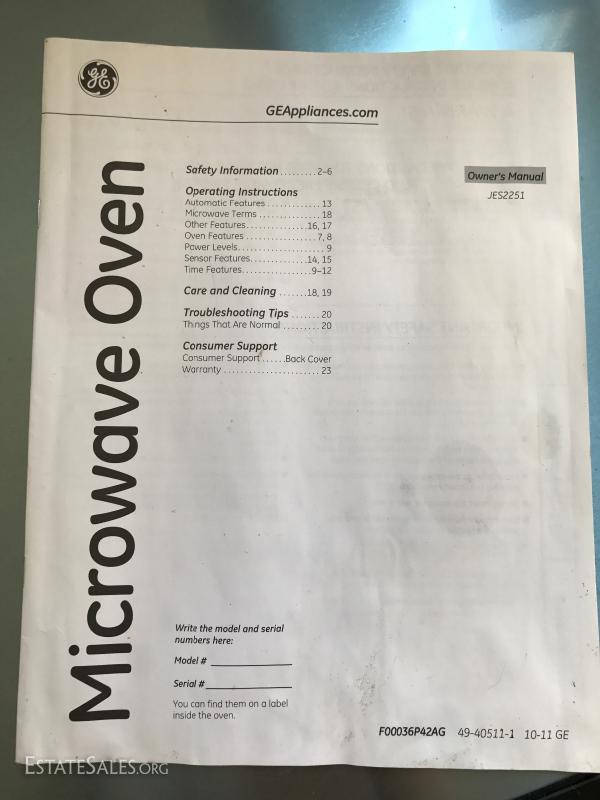 GE
GEAppliances.com
Microwave Oven
Safety Information.........2–6
Operating Instructions
Automatic Features.............13
Microwave Terms...............18
Other Features...............16, 17
Oven Features.................7, 8
Power Levels.....................9
Sensor Features..............14, 15
Time Features.................9–12
Care and Cleaning.......18, 19
Troubleshooting Tips.......20
Things That Are Normal.........20
Consumer Support
Consumer Support......Back Cover
Warranty.......................23
Owner's Manual
JES2251
Write the model and serial
numbers here:
Model #
Serial #
You can find them on a label
inside the oven.
F00036P42AG 49-40511-1 10-11 GE
ESTATESALES.ORG